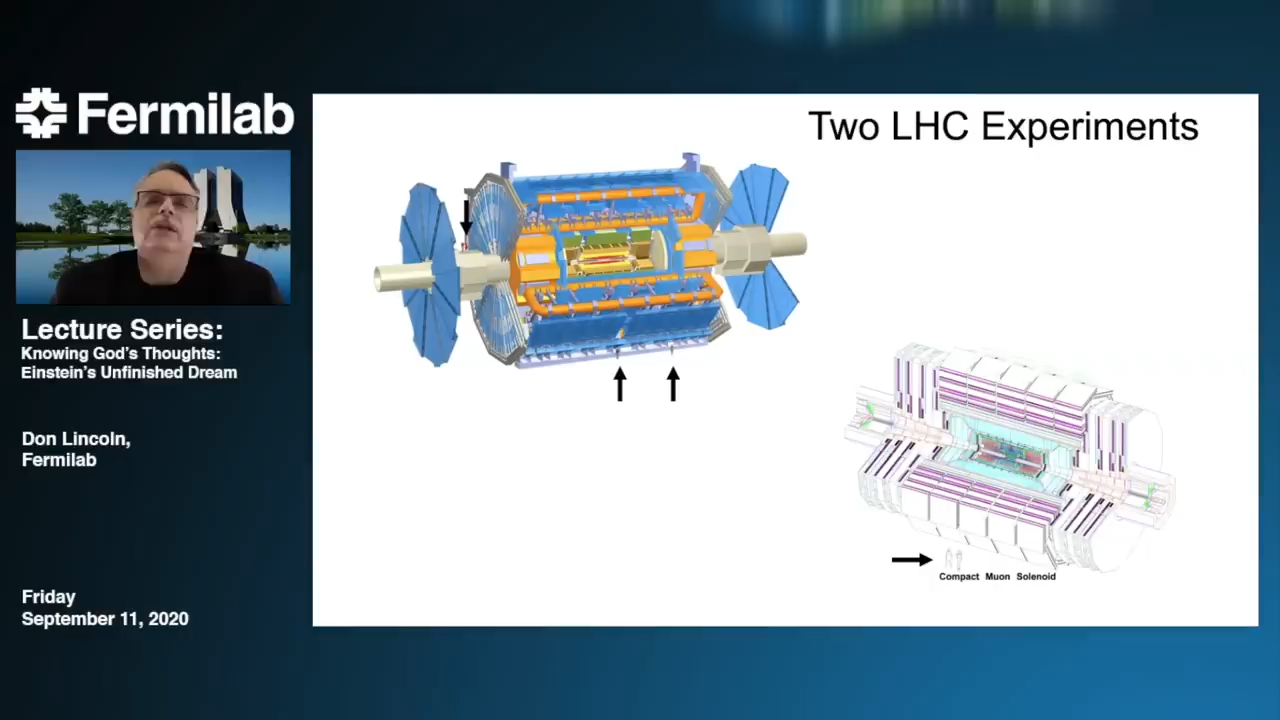 Fermilab
Lecture Series:
Knowing God's Thoughts:
Einstein's Unfinished Dream
Don Lincoln,
Fermilab
Friday
September 11, 2020
Two LHC Experiments
Compact Muon Solenoid